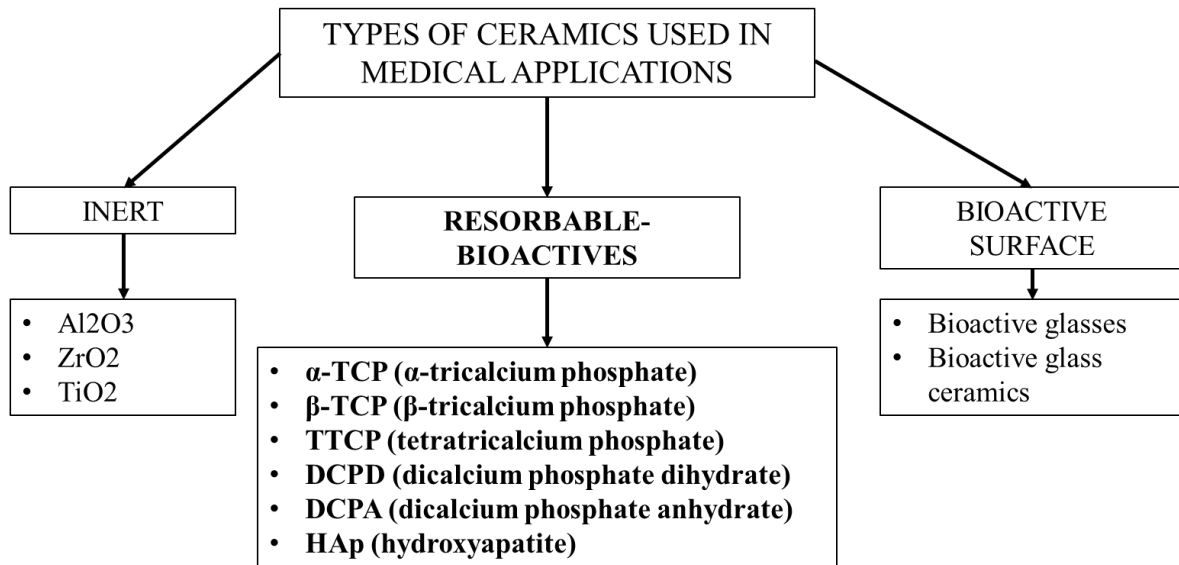 TYPES OF CERAMICS USED IN
MEDICAL APPLICATIONS
INERT
• Al2O3
• ZrO2
• TiO2
RESORBABLE-
BIOACTIVES
• α-TCP (α-tricalcium phosphate)
• β-TCP (β-tricalcium phosphate)
• TTCP (tetratricalcium phosphate)
• DCPD (dicalcium phosphate dihydrate)
• DCPA (dicalcium phosphate anhydrate)
• HAp (hydroxyapatite)
BIOACTIVE
SURFACE
• Bioactive glasses
• Bioactive glass
ceramics